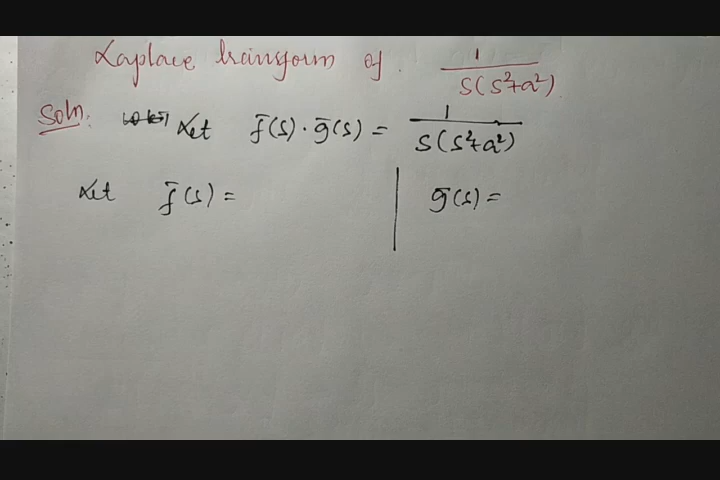 Laplace transform of. 1/(s(s²+a²)).
Soln: Let f̄(s)·ḡ(s) = 1/(s(s²+a²))
Let f̄(s) = | ḡ(s) =